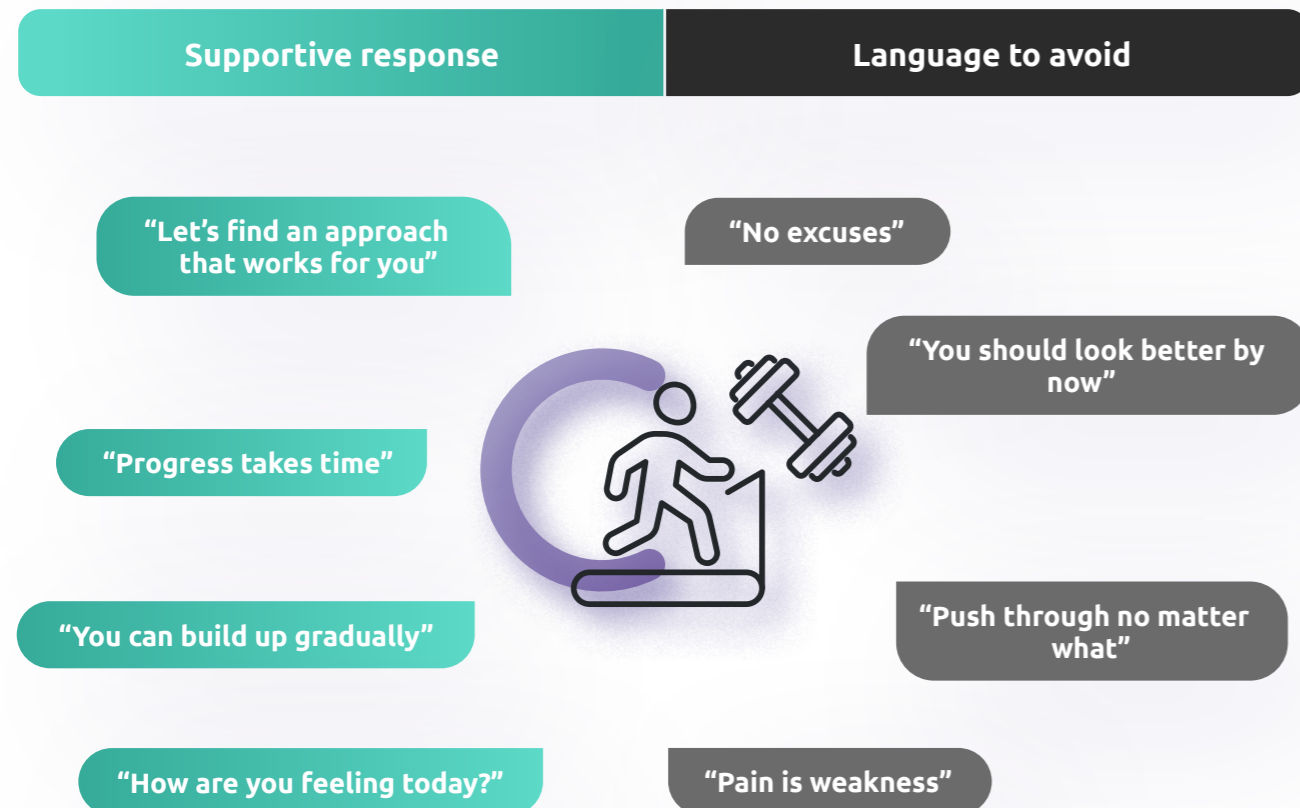 Supportive response
Language to avoid
“Let’s find an approach
that works for you”
“No excuses”
“You should look better by
now”
“Progress takes time”
“You can build up gradually”
“Push through no matter
what”
“How are you feeling today?”
“Pain is weakness”